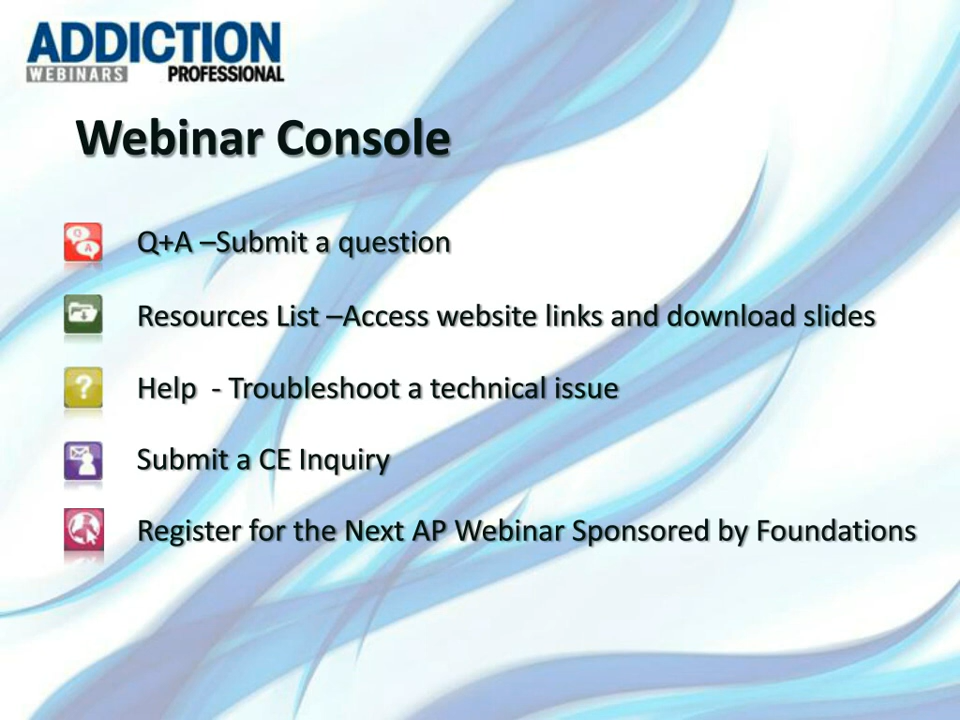 ADDICTION
WEBINARS PROFESSIONAL
Webinar Console
Q+A –Submit a question
Resources List –Access website links and download slides
Help  - Troubleshoot a technical issue
Submit a CE Inquiry
Register for the Next AP Webinar Sponsored by Foundations